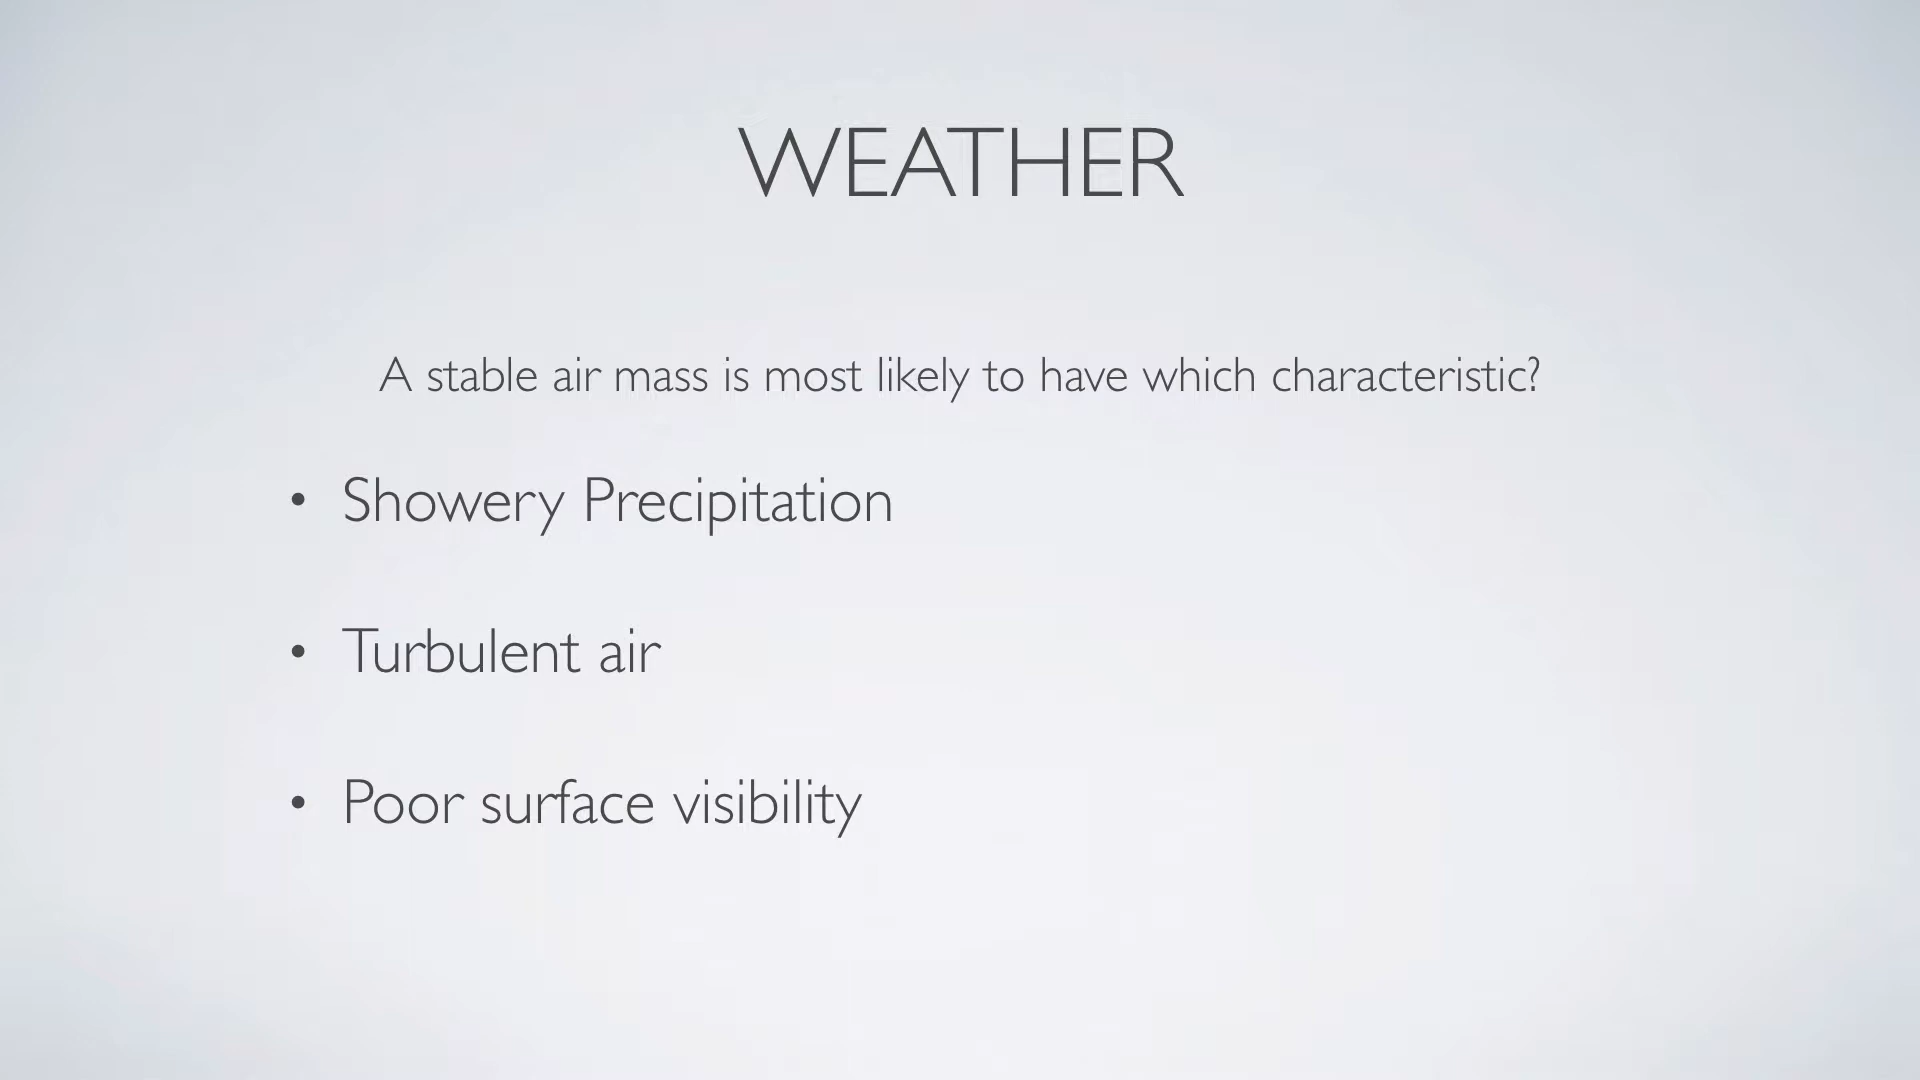 WEATHER
A stable air mass is most likely to have which characteristic?
• Showery Precipitation
• Turbulent air
• Poor surface visibility